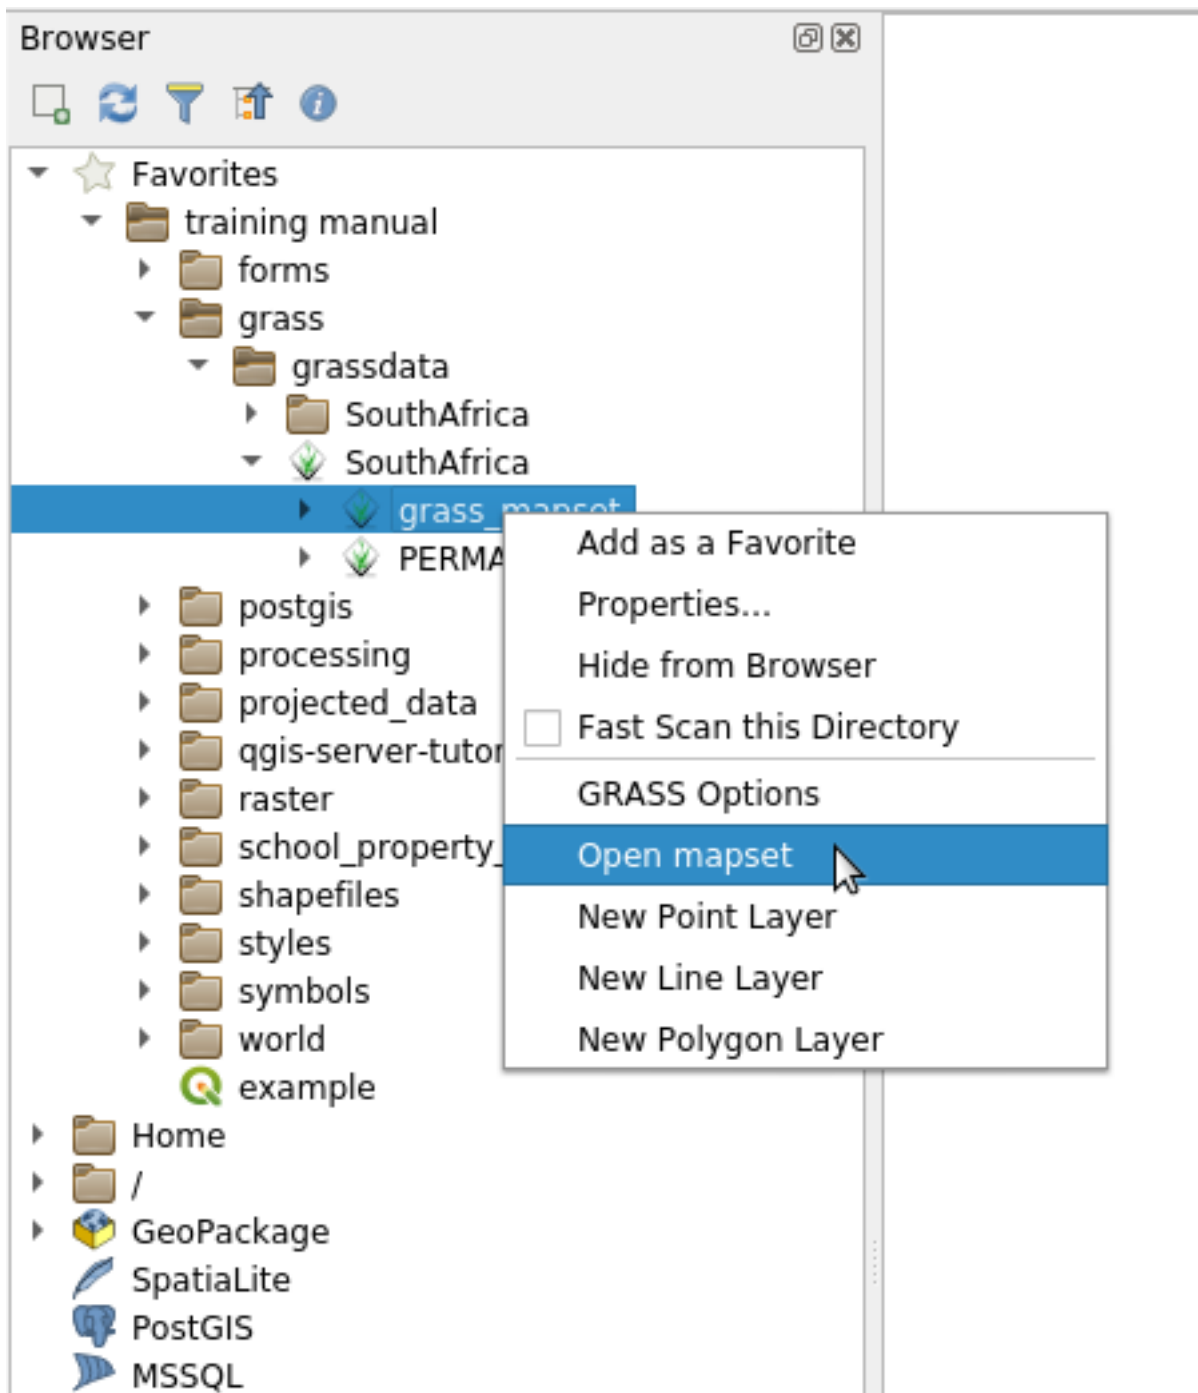 Browser
Favorites
training manual
forms
grass
grassdata
SouthAfrica
SouthAfrica
grass_mapset
PERMA
postgis
processing
projected_data
qgis-server-tutor
raster
school_property_
shapefiles
styles
symbols
world
example
Home
/
GeoPackage
SpatiaLite
PostGIS
MSSQL
Add as a Favorite
Properties...
Hide from Browser
Fast Scan this Directory
GRASS Options
Open mapset
New Point Layer
New Line Layer
New Polygon Layer